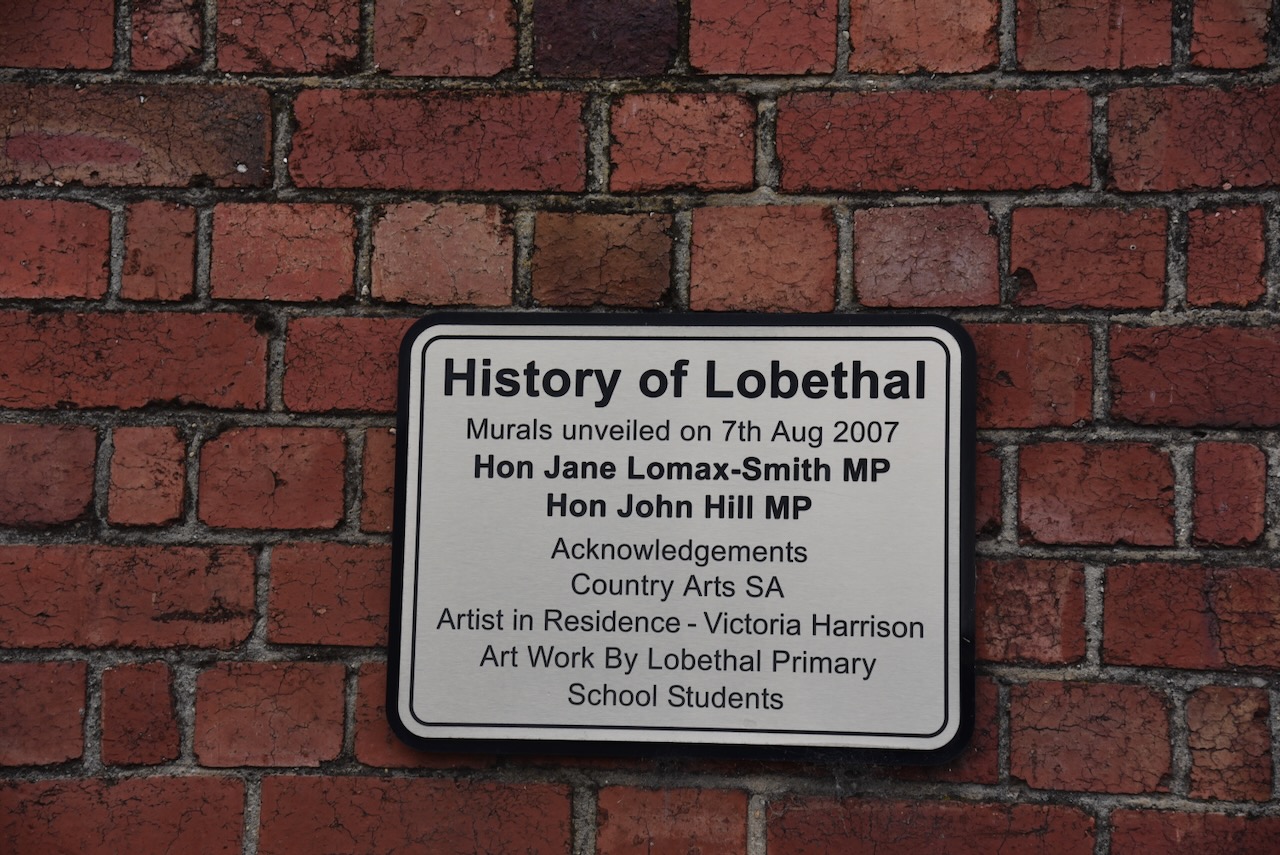 History of Lobethal
Murals unveiled on 7th Aug 2007
Hon Jane Lomax-Smith MP
Hon John Hill MP
Acknowledgements
Country Arts SA
Artist in Residence - Victoria Harrison
Art Work By Lobethal Primary
School Students